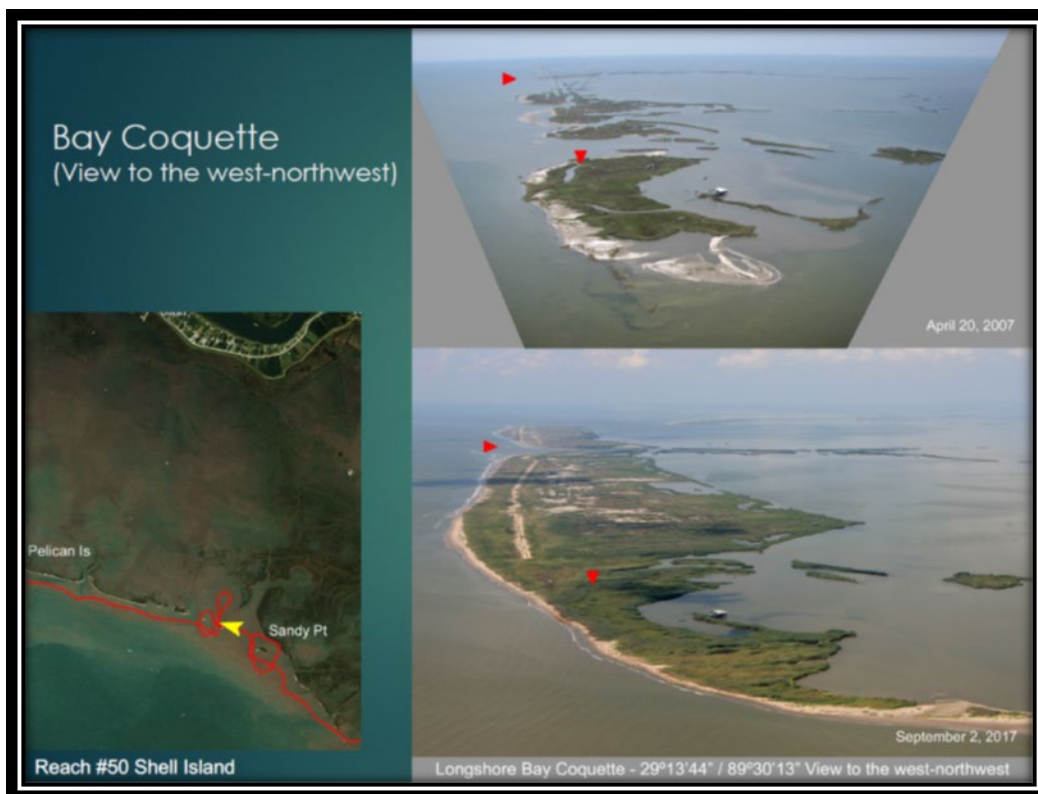 Bay Coquette
(View to the west-northwest)
April 20, 2007
Pelican Is
Sandy Pt
September 2, 2017
Reach #50 Shell Island
Longshore Bay Coquette - 29º13'44" / 89º30'13" View to the west-northwest